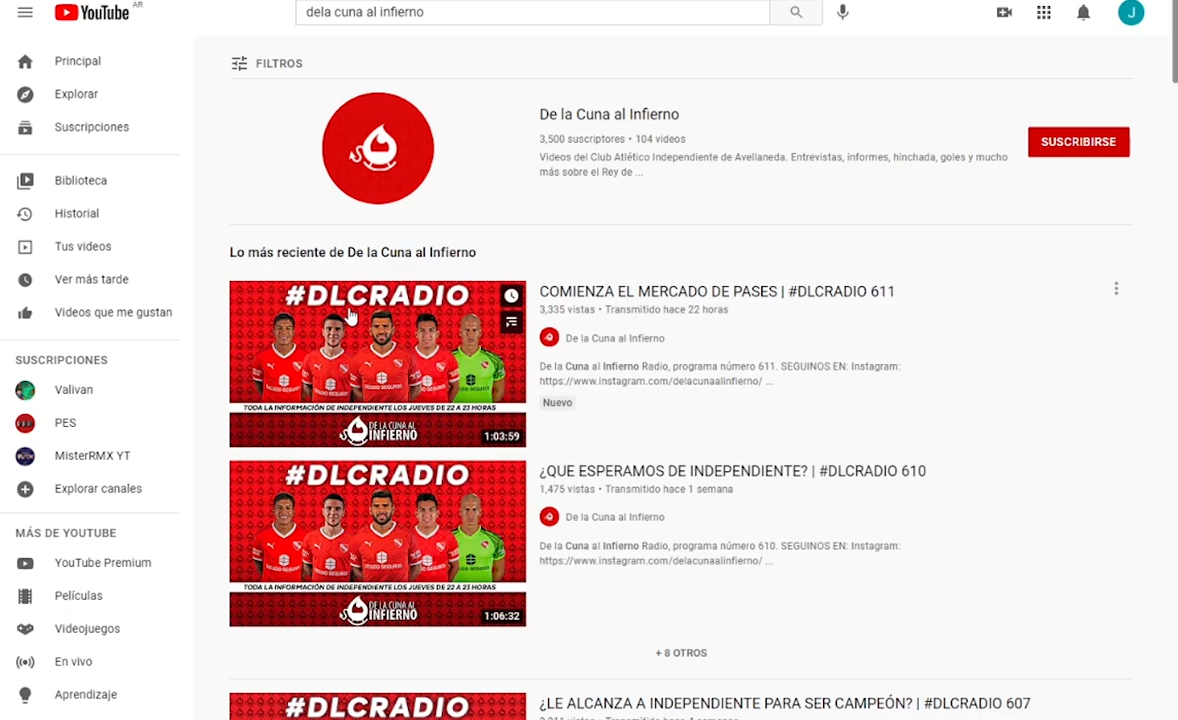 YouTube AR
dela cuna al infierno
J
Principal
Explorar
Suscripciones
Biblioteca
Historial
Tus videos
Ver más tarde
Videos que me gustan
SUSCRIPCIONES
Valivan
PES
MisterRMX YT
Explorar canales
MÁS DE YOUTUBE
YouTube Premium
Películas
Videojuegos
En vivo
Aprendizaje
FILTROS
De la Cuna al Infierno
3,500 suscriptores • 104 videos
Videos del Club Atlético Independiente de Avellaneda. Entrevistas, informes, hinchada, goles y mucho
más sobre el Rey de ...
SUSCRIBIRSE
Lo más reciente de De la Cuna al Infierno
#DLCRADIO
TODA LA INFORMACIÓN DE INDEPENDIENTE LOS JUEVES DE 22 A 23 HORAS
DE LA CUNA AL
INFIERNO
1:03:59
COMIENZA EL MERCADO DE PASES | #DLCRADIO 611
3,335 vistas • Transmitido hace 22 horas
De la Cuna al Infierno
De la Cuna al Infierno Radio, programa número 611. SEGUINOS EN: Instagram:
https://www.instagram.com/delacunaalinfierno/ ...
Nuevo
#DLCRADIO
TODA LA INFORMACIÓN DE INDEPENDIENTE LOS JUEVES DE 22 A 23 HORAS
DE LA CUNA AL
INFIERNO
1:06:32
¿QUE ESPERAMOS DE INDEPENDIENTE? | #DLCRADIO 610
1,475 vistas • Transmitido hace 1 semana
De la Cuna al Infierno
De la Cuna al Infierno Radio, programa número 610. SEGUINOS EN: Instagram:
https://www.instagram.com/delacunaalinfierno/ ...
+ 8 OTROS
#DLCRADIO
¿LE ALCANZA A INDEPENDIENTE PARA SER CAMPEÓN? | #DLCRADIO 607